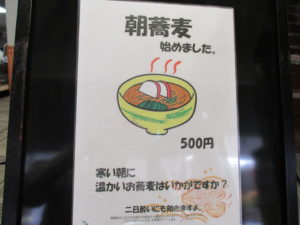 朝蕎麦
始めました。
500円
寒い朝に
温かいお蕎麦はいかがですか？
二日酔いにも効きますよ。